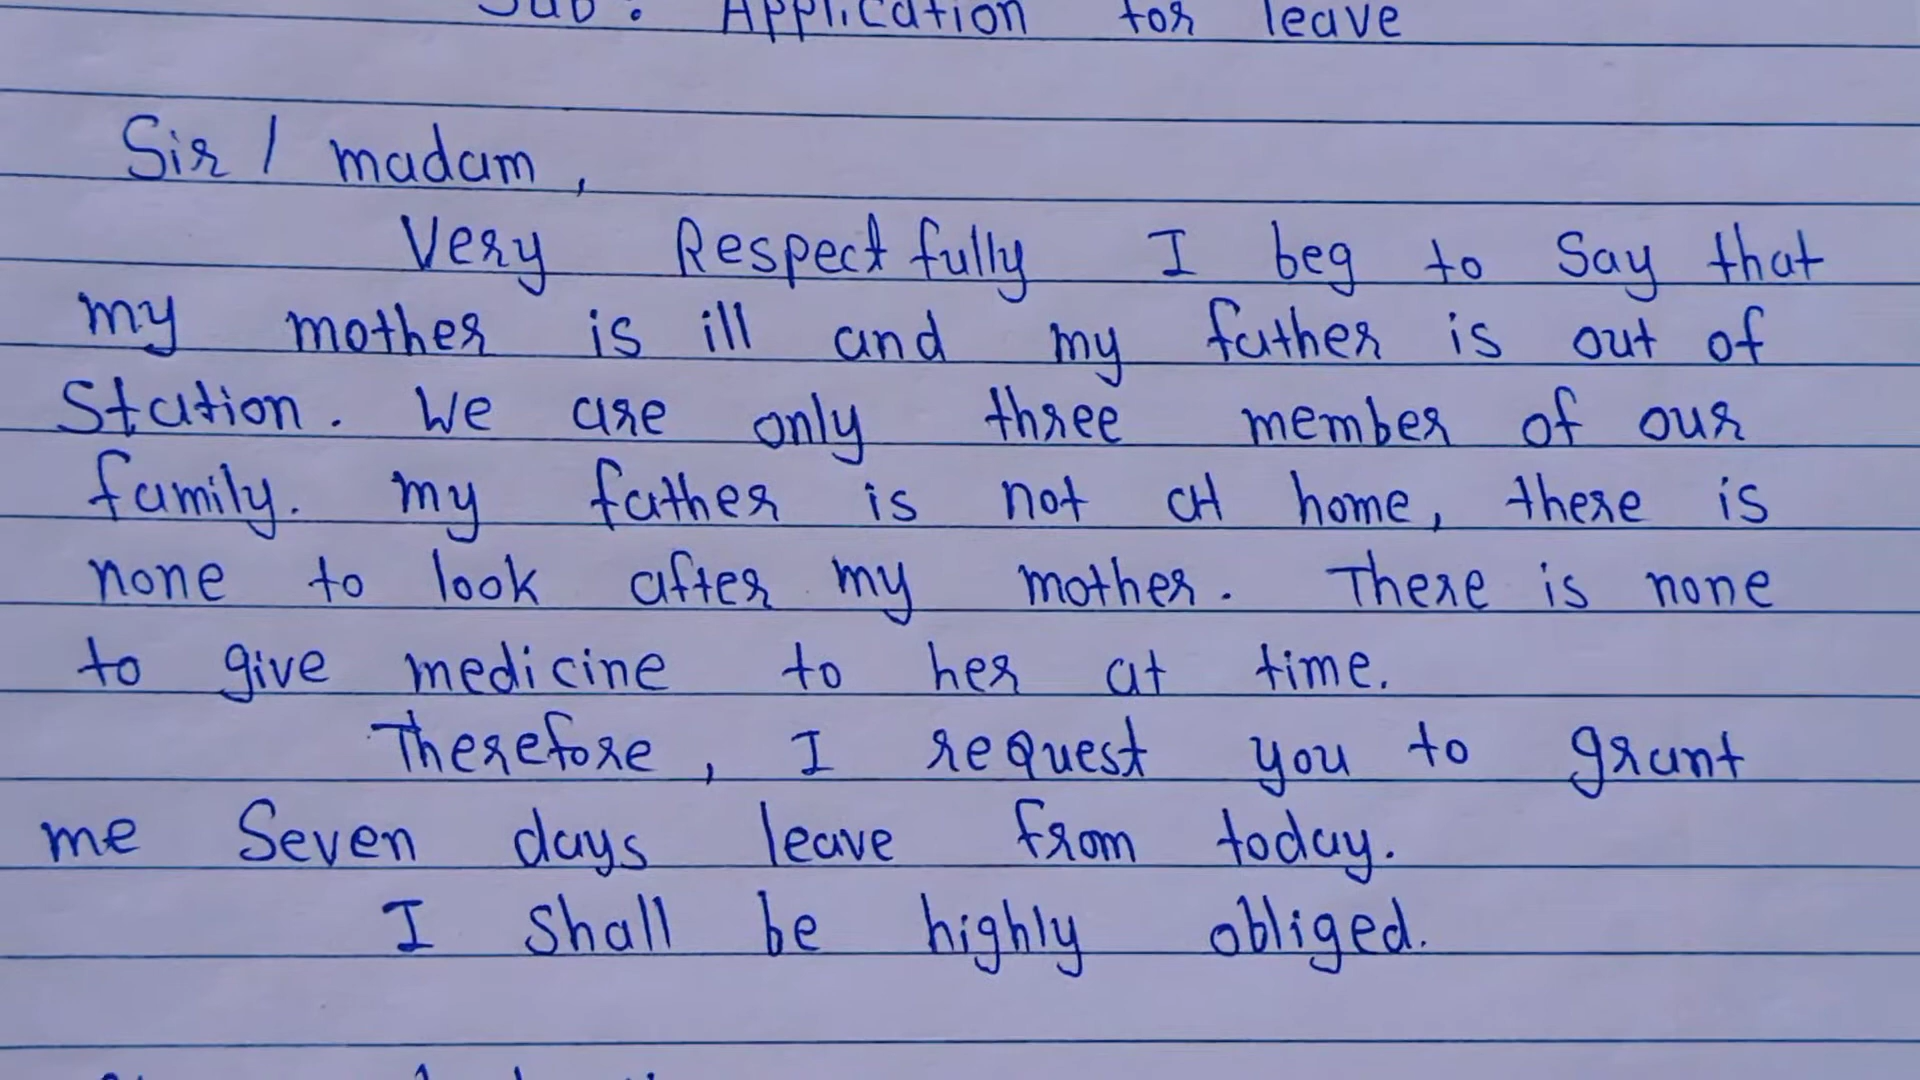 Sub: Application for leave
Sir / madam,
Very Respectfully I beg to Say that
my mother is ill and my father is out of
Station. We are only three member of our
family. my father is not at home, there is
none to look after my mother. There is none
to give medicine to her at time.
Therefore, I request you to grant
me Seven days leave from today.
I Shall be highly obliged.